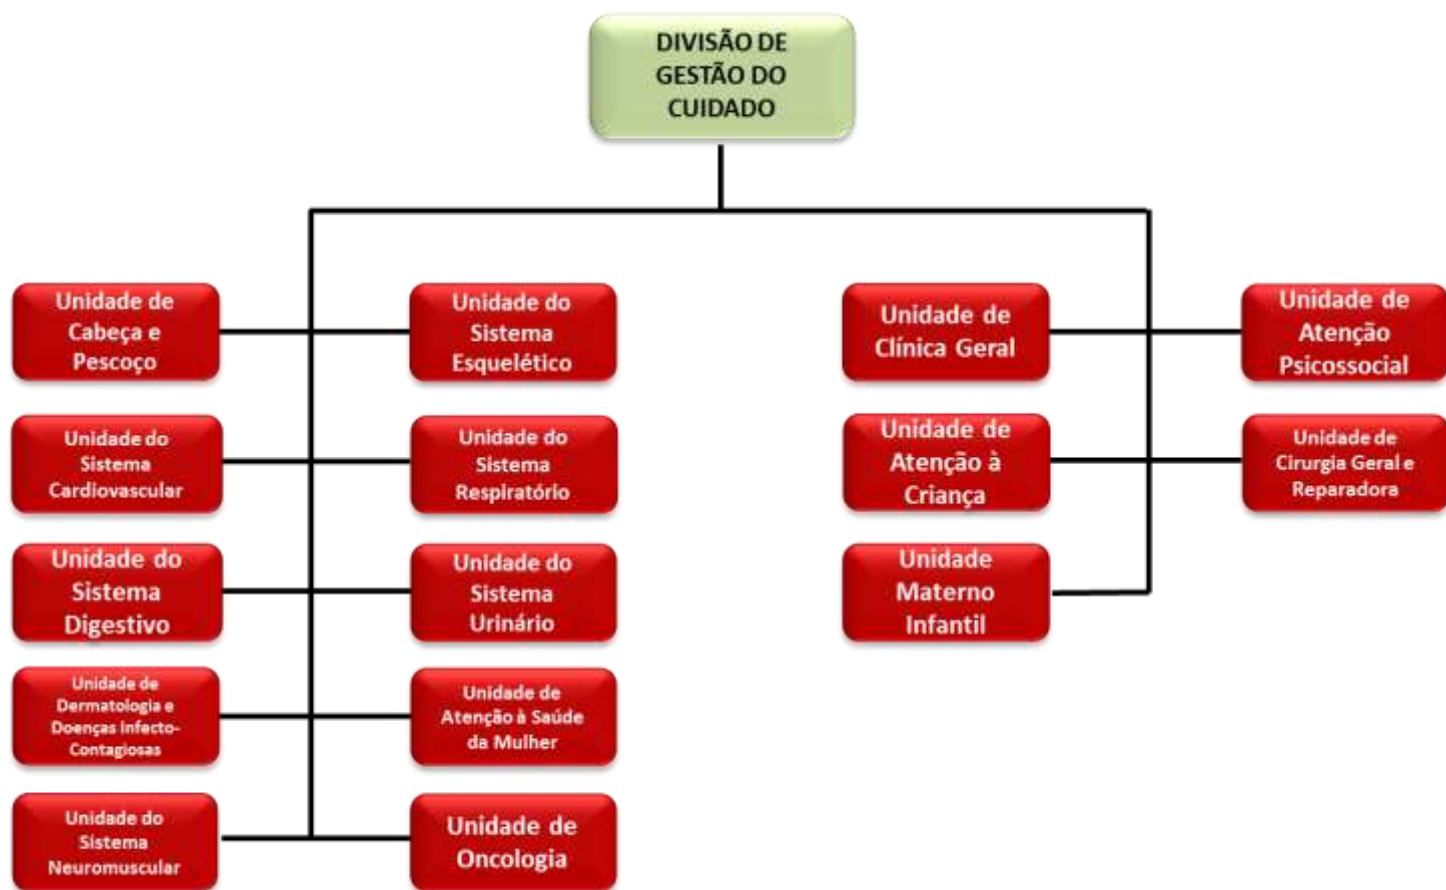 DIVISÃO DE
GESTÃO DO
CUIDADO
Unidade de
Cabeça e
Pescoço
Unidade do
Sistema
Esquelético
Unidade de
Clínica Geral
Unidade de
Atenção
Psicossocial
Unidade do
Sistema
Cardiovascular
Unidade do
Sistema
Respiratório
Unidade de
Atenção à
Criança
Unidade de
Cirurgia Geral e
Reparadora
Unidade do
Sistema
Digestivo
Unidade do
Sistema
Urinário
Unidade
Materno
Infantil
Unidade de
Dermatologia e
Doenças Infecto-
Contagiosas
Unidade de
Atenção à Saúde
da Mulher
Unidade do
Sistema
Neuromuscular
Unidade de
Oncologia